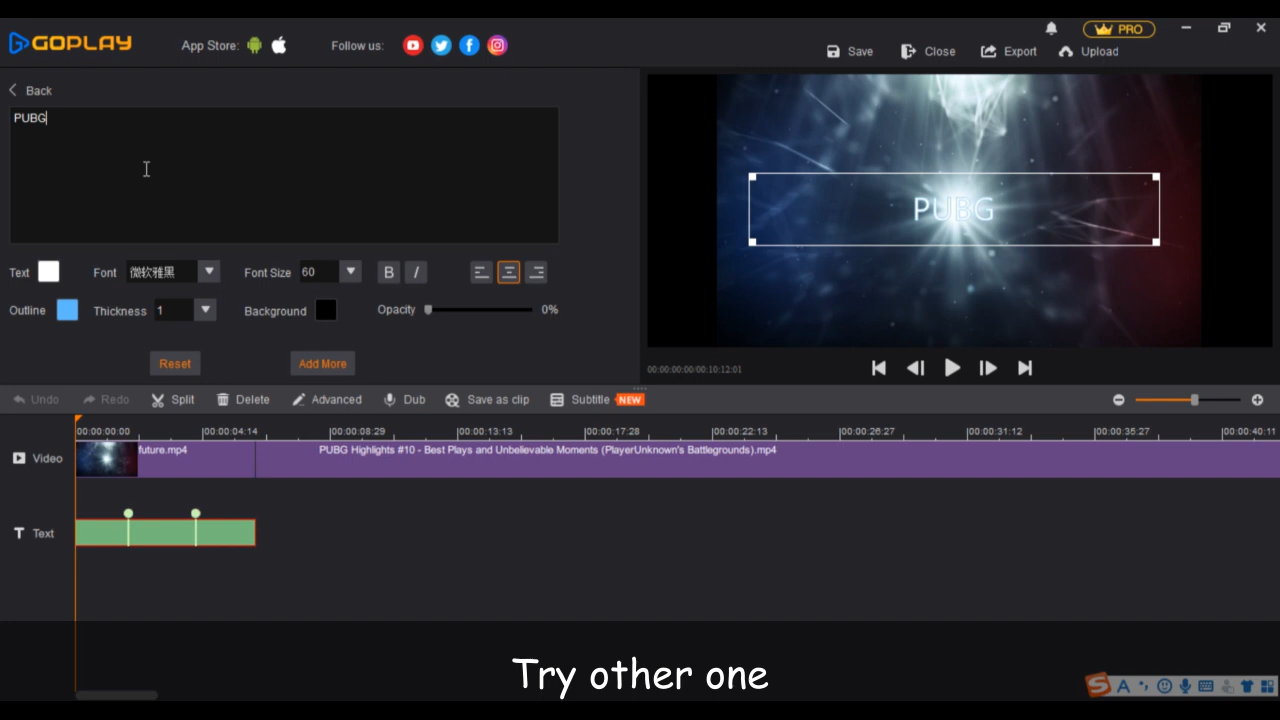 GOPLAY
App Store:
Follow us:
PRO
Save
Close
Export
Upload
Back
PUBG
PUBG
Text
Font
微软雅黑
Font Size
60
B
I
Outline
Thickness
1
Background
Opacity
0%
Reset
Add More
00:00:00:00/00:10:12:01
Undo
Redo
Split
Delete
Advanced
Dub
Save as clip
Subtitle
NEW
00:00:00:00
00:00:04:14
00:00:08:29
00:00:13:13
00:00:17:28
00:00:22:13
00:00:26:27
00:00:31:12
00:00:35:27
00:00:40:11
Video
future.mp4
PUBG Highlights #10 - Best Plays and Unbelievable Moments (PlayerUnknown's Battlegrounds).mp4
T
Text
Try other one
S
A